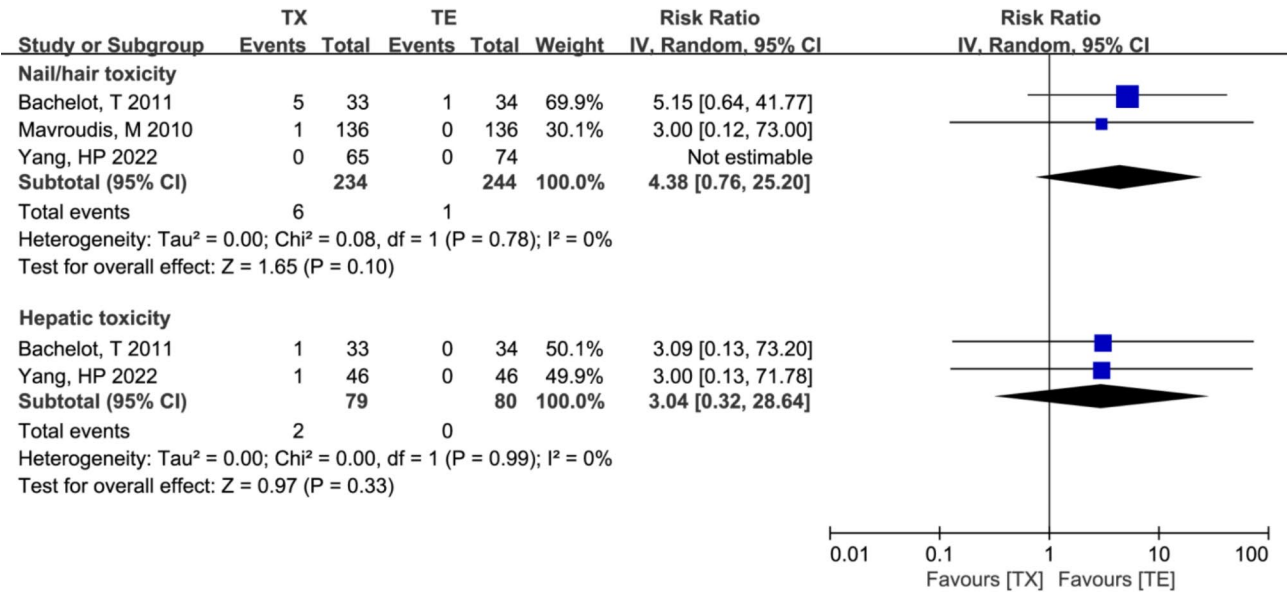 TX TE Risk Ratio Risk Ratio
Study or Subgroup Events Total Events Total Weight IV, Random, 95% CI IV, Random, 95% CI
Nail/hair toxicity
Bachelot, T 2011 5 33 1 34 69.9% 5.15 [0.64, 41.77]
Mavroudis, M 2010 1 136 0 136 30.1% 3.00 [0.12, 73.00]
Yang, HP 2022 0 65 0 74 Not estimable
Subtotal (95% CI) 234 244 100.0% 4.38 [0.76, 25.20]
Total events 6 1
Heterogeneity: Tau² = 0.00; Chi² = 0.08, df = 1 (P = 0.78); I² = 0%
Test for overall effect: Z = 1.65 (P = 0.10)
Hepatic toxicity
Bachelot, T 2011 1 33 0 34 50.1% 3.09 [0.13, 73.20]
Yang, HP 2022 1 46 0 46 49.9% 3.00 [0.13, 71.78]
Subtotal (95% CI) 79 80 100.0% 3.04 [0.32, 28.64]
Total events 2 0
Heterogeneity: Tau² = 0.00; Chi² = 0.00, df = 1 (P = 0.99); I² = 0%
Test for overall effect: Z = 0.97 (P = 0.33)
0.01 0.1 1 10 100
Favours [TX] Favours [TE]